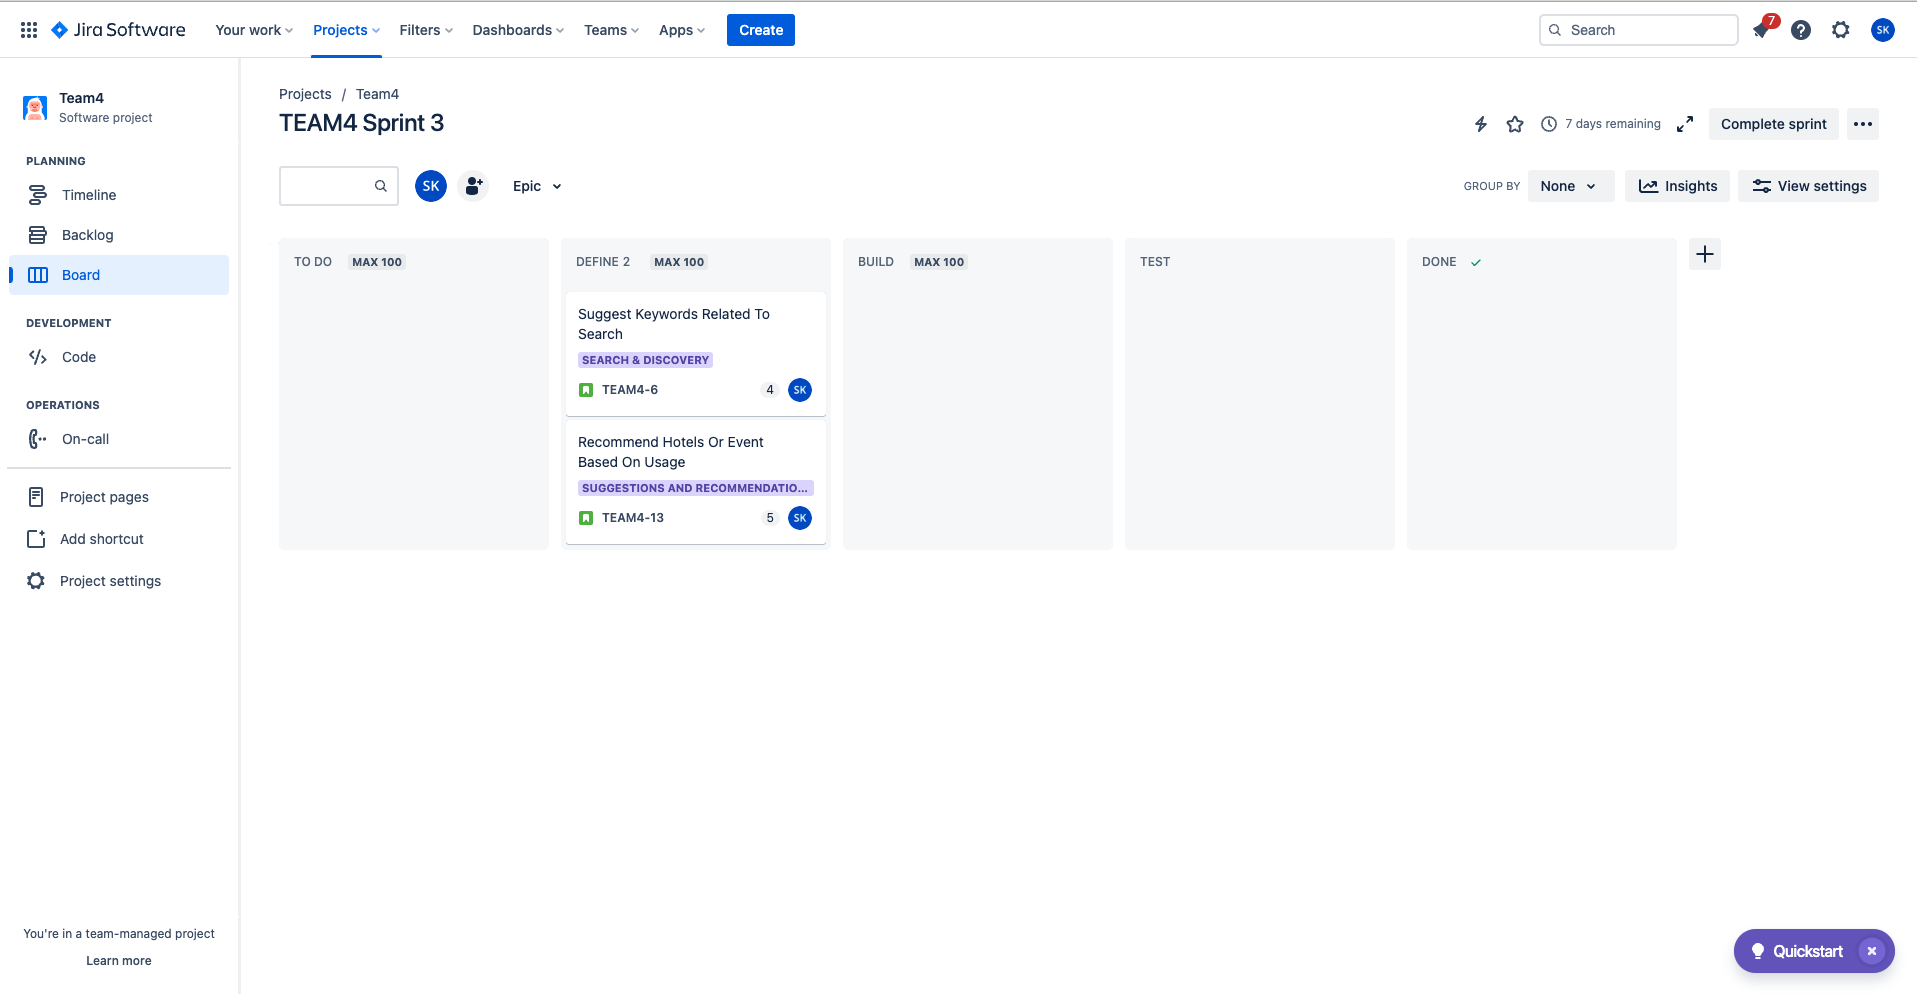 Jira Software
Your work
Projects
Filters
Dashboards
Teams
Apps
Create
Search
7
SK
Team4
Software project
PLANNING
Timeline
Backlog
Board
DEVELOPMENT
Code
OPERATIONS
On-call
Project pages
Add shortcut
Project settings
You're in a team-managed project
Learn more
Projects / Team4
TEAM4 Sprint 3
7 days remaining
Complete sprint
SK
Epic
GROUP BY
None
Insights
View settings
TO DO MAX 100
DEFINE 2 MAX 100
Suggest Keywords Related To
Search
SEARCH & DISCOVERY
TEAM4-6 4 SK
Recommend Hotels Or Event
Based On Usage
SUGGESTIONS AND RECOMMENDATIO...
TEAM4-13 5 SK
BUILD MAX 100
TEST
DONE
Quickstart